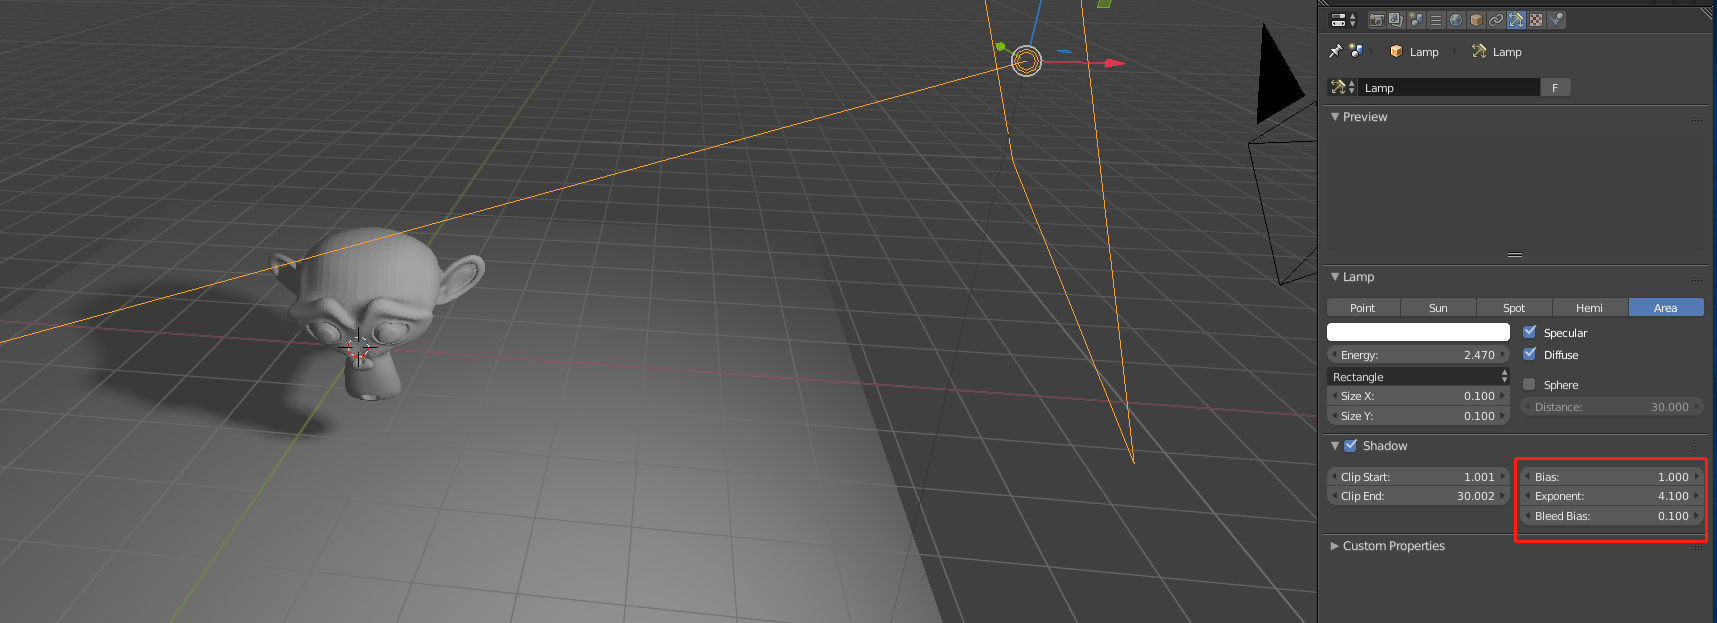 Lamp Lamp
Lamp F
Preview
Lamp
Point Sun Spot Hemi Area
Specular
Energy: 2.470 Diffuse
Rectangle
Sphere
Size X: 0.100
Distance: 30.000
Size Y: 0.100
Shadow
Clip Start: 1.001 Bias: 1.000
Clip End: 30.002 Exponent: 4.100
Bleed Bias: 0.100
Custom Properties